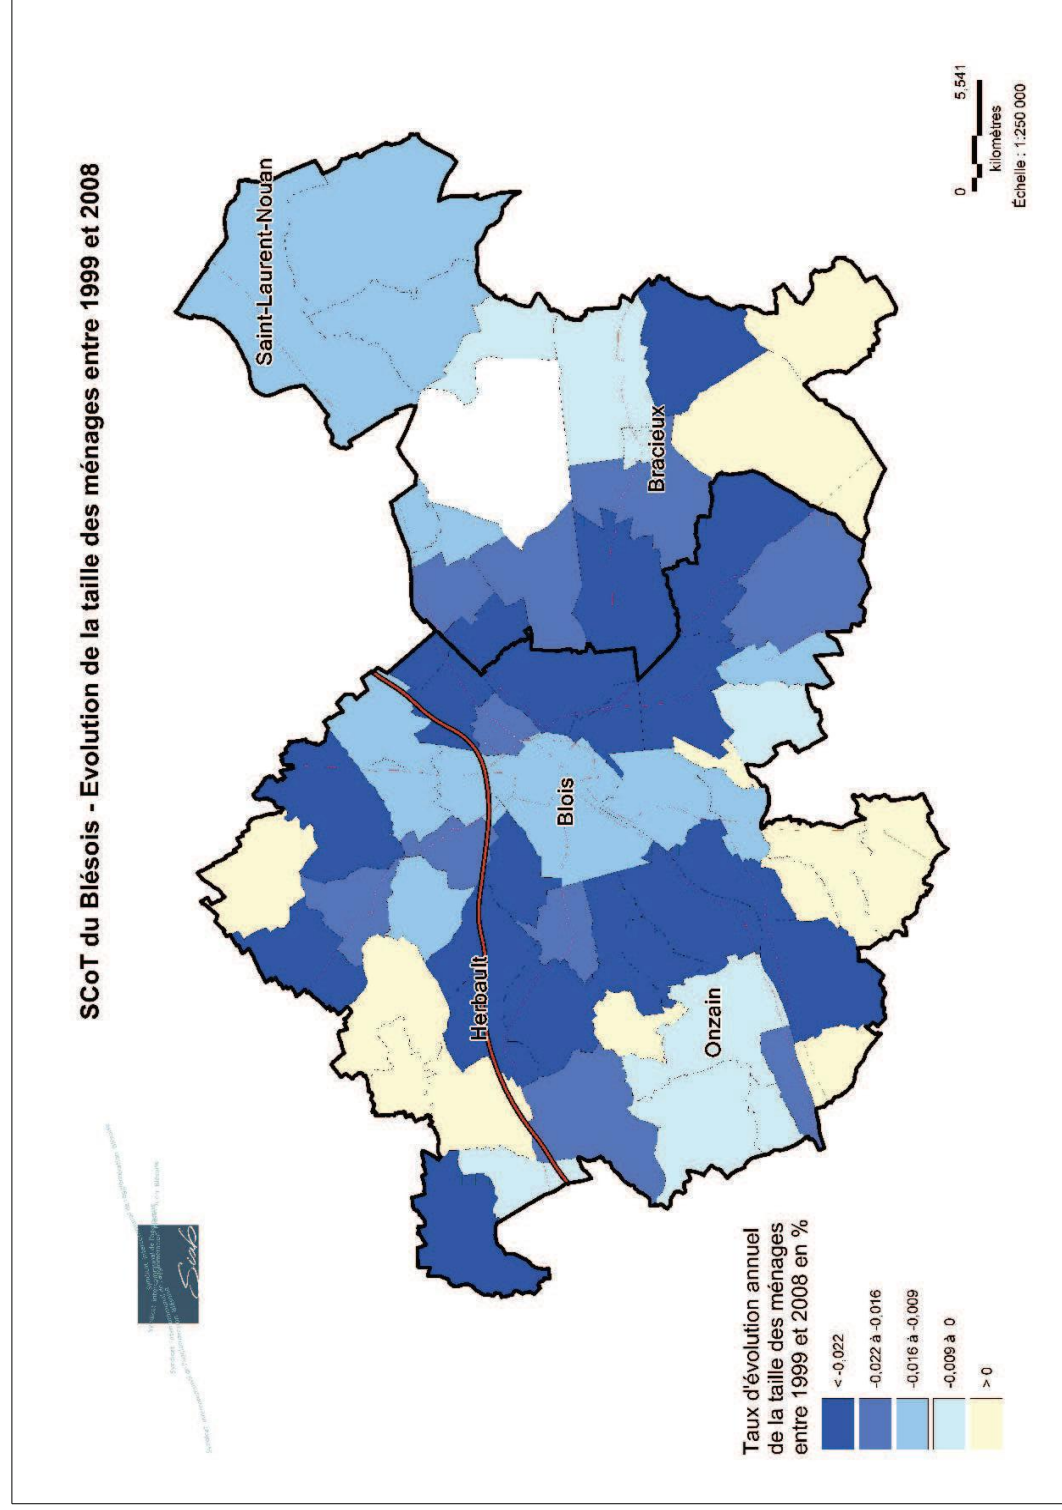 SCoT du Blésois - Evolution de la taille des ménages entre 1999 et 2008
Saint-Laurent-Nouan
Bracieux
Blois
Herbault
Onzain
Siab
Taux d'évolution annuel
de la taille des ménages
entre 1999 et 2008 en %
< -0,022
-0,022 à -0,016
-0,016 à -0,009
-0,009 à 0
> 0
0 5,541
kilomètres
Échelle : 1:250 000